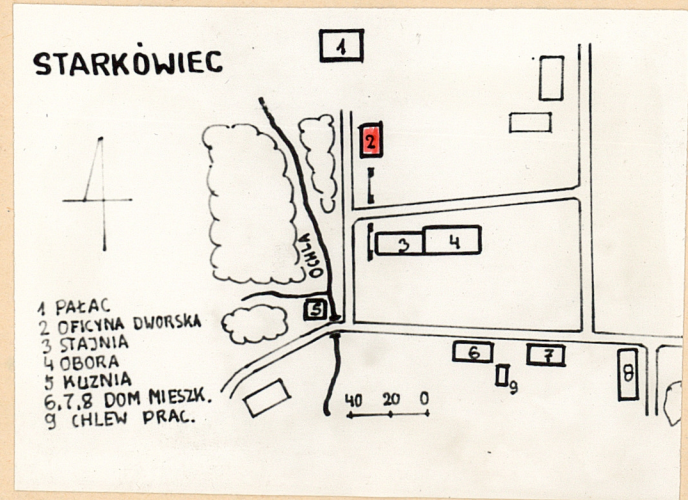 STARKÓWIEC
1
2
OCHLA
3 4
5
1 PAŁAC
2 OFICYNA DWORSKA
3 STAJNIA
4 OBORA
5 KUZNIA
6,7,8 DOM MIESZK.
9 CHLEW PRAC.
6 7 8
9
40 20 0